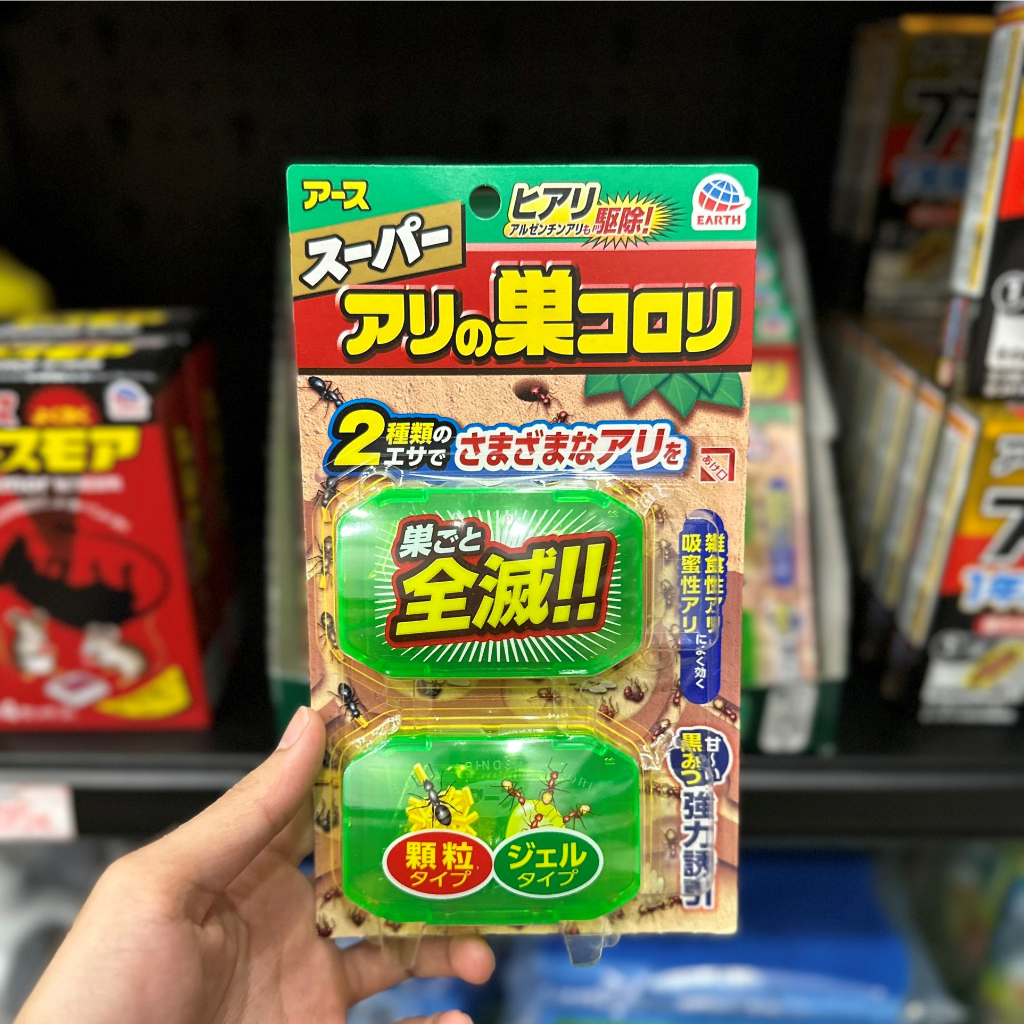 アース
ヒアリ
アルゼンチンアリも
駆除!
EARTH
スーパー
アリの巣コロリ
2種類の
エサで
さまざまなアリを
あけ口
巣ごと
全滅!!
雑食性アリ
吸蜜性アリ
によく効く
甘〜い
黒みつ
強力誘引
顆粒
タイプ
ジェル
タイプ
スモア